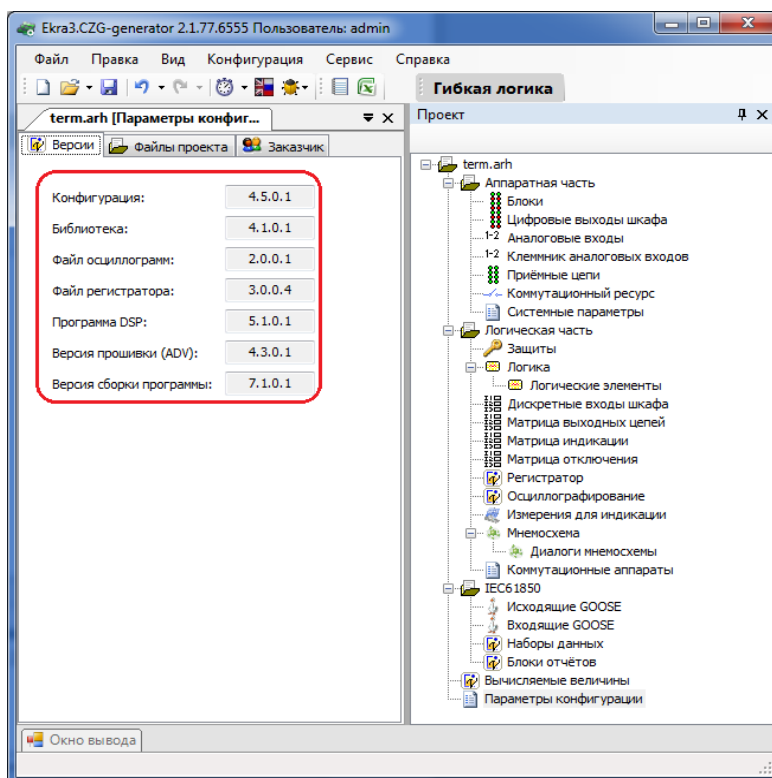 Ekra3.CZG-generator 2.1.77.6555 Пользователь: admin
Файл Правка Вид Конфигурация Сервис Справка
Гибкая логика
term.arh [Параметры конфиг...
Версии Файлы проекта Заказчик
Конфигурация: 4.5.0.1
Библиотека: 4.1.0.1
Файл осциллограмм: 2.0.0.1
Файл регистратора: 3.0.0.4
Программа DSP: 5.1.0.1
Версия прошивки (ADV): 4.3.0.1
Версия сборки программы: 7.1.0.1
Проект
term.arh
Аппаратная часть
Блоки
Цифровые выходы шкафа
1-2 Аналоговые входы
1-2 Клеммник аналоговых входов
Приёмные цепи
Коммутационный ресурс
Системные параметры
Логическая часть
Защиты
Логика
Логические элементы
Дискретные входы шкафа
Матрица выходных цепей
Матрица индикации
Матрица отключения
Регистратор
Осциллографирование
Измерения для индикации
Мнемосхема
Диалоги мнемосхемы
Коммутационные аппараты
IEC61850
Исходящие GOOSE
Входящие GOOSE
Наборы данных
Блоки отчётов
Вычисляемые величины
Параметры конфигурации
Окно вывода